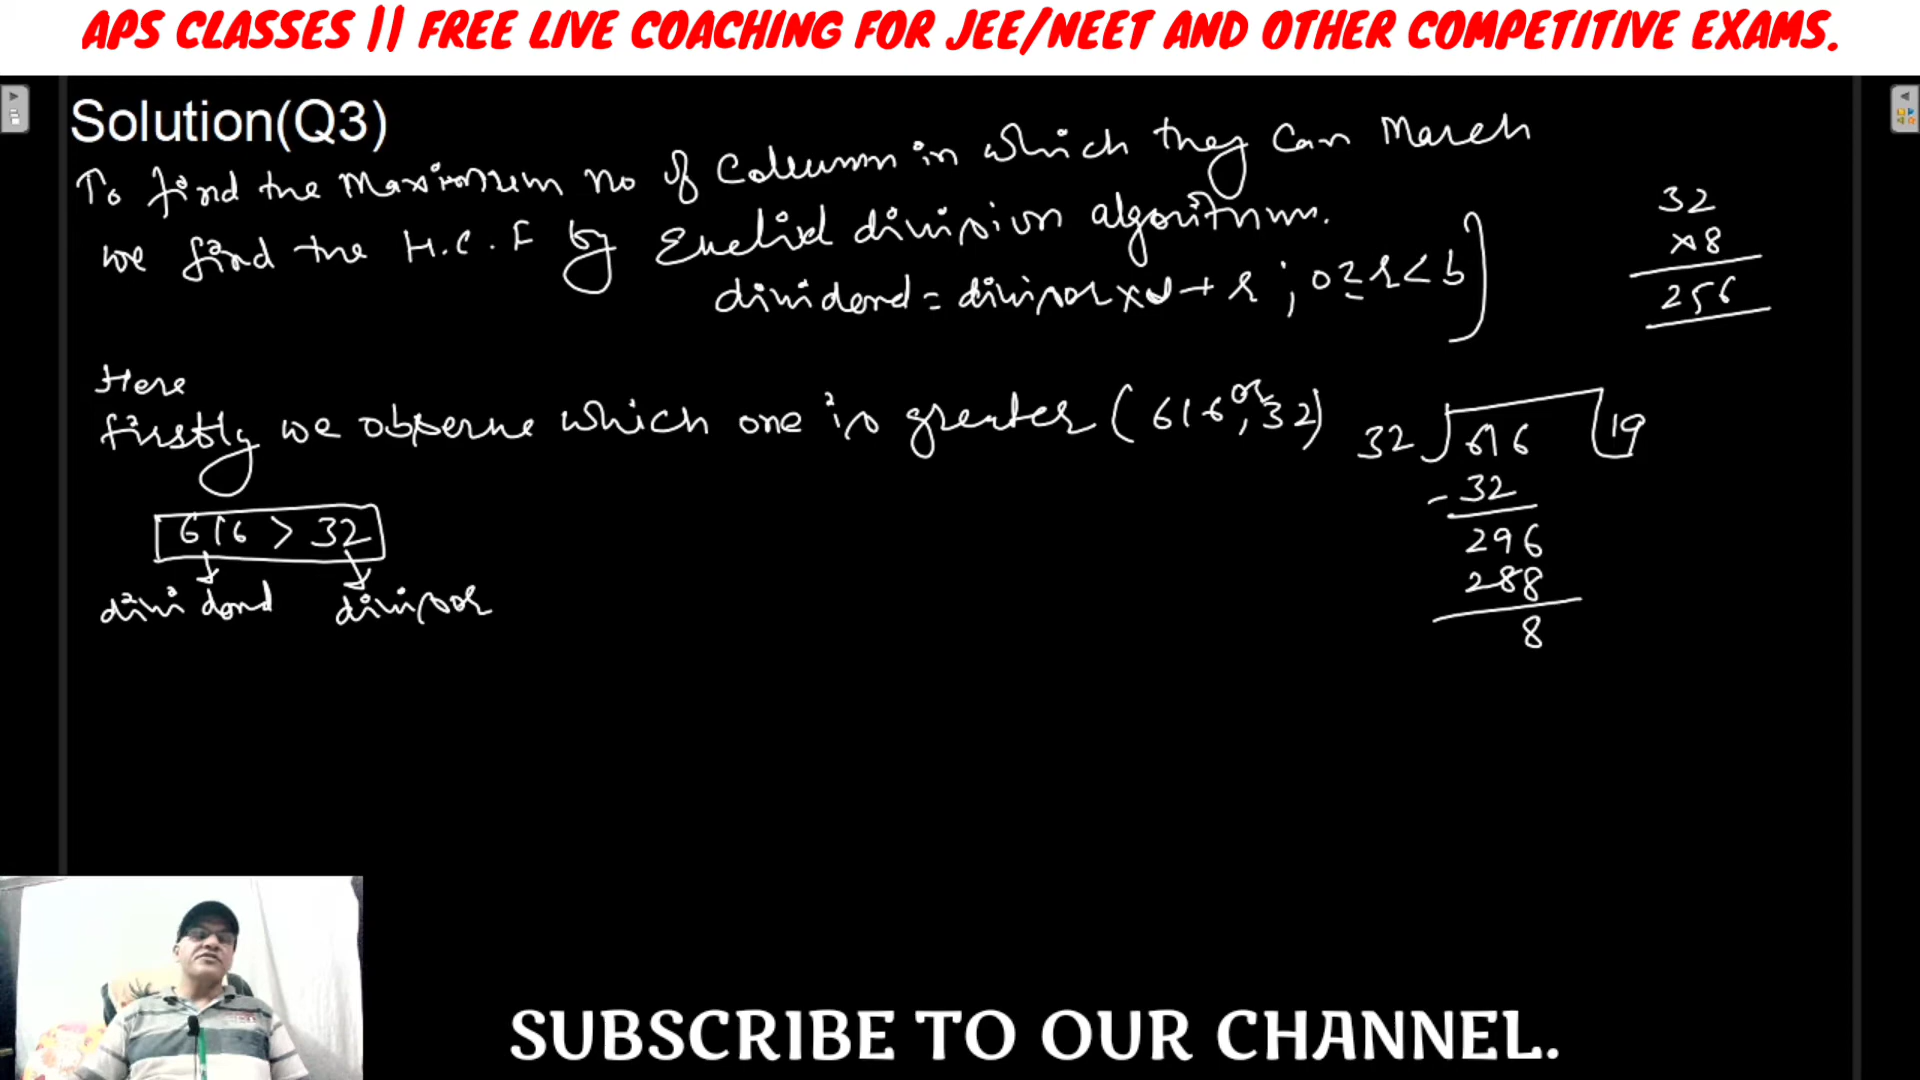 APS CLASSES || FREE LIVE COACHING FOR JEE/NEET AND OTHER COMPETITIVE EXAMS.
Solution(Q3)
To find the Maximum no of Column in which they Can March
we find the H.C.F by Euclid division algorithm.
dividend = divisor × + r ; 0 ≤ r < b
32
×8
256
Here
firstly we observe which one is greater (616 or, 32)
32 616 19
- 32
296
288
8
616 > 32
dividend divisor
SUBSCRIBE TO OUR CHANNEL.